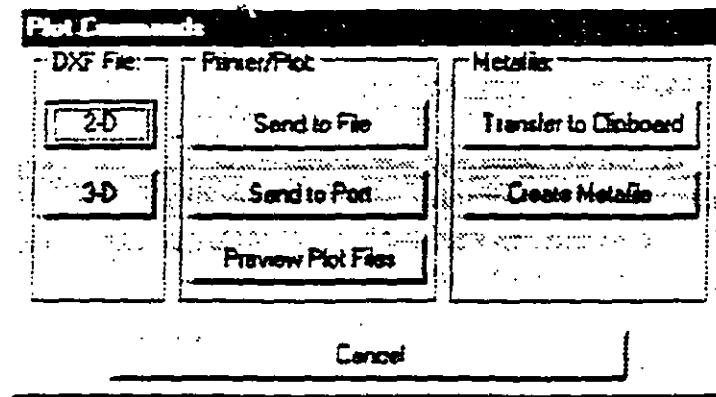 Plot Commands
DXF File: Printer/Plot: Metafile:
2-D Send to File Transfer to Clipboard
3-D Send to Port Create Metafile
Preview Plot Files
Cancel